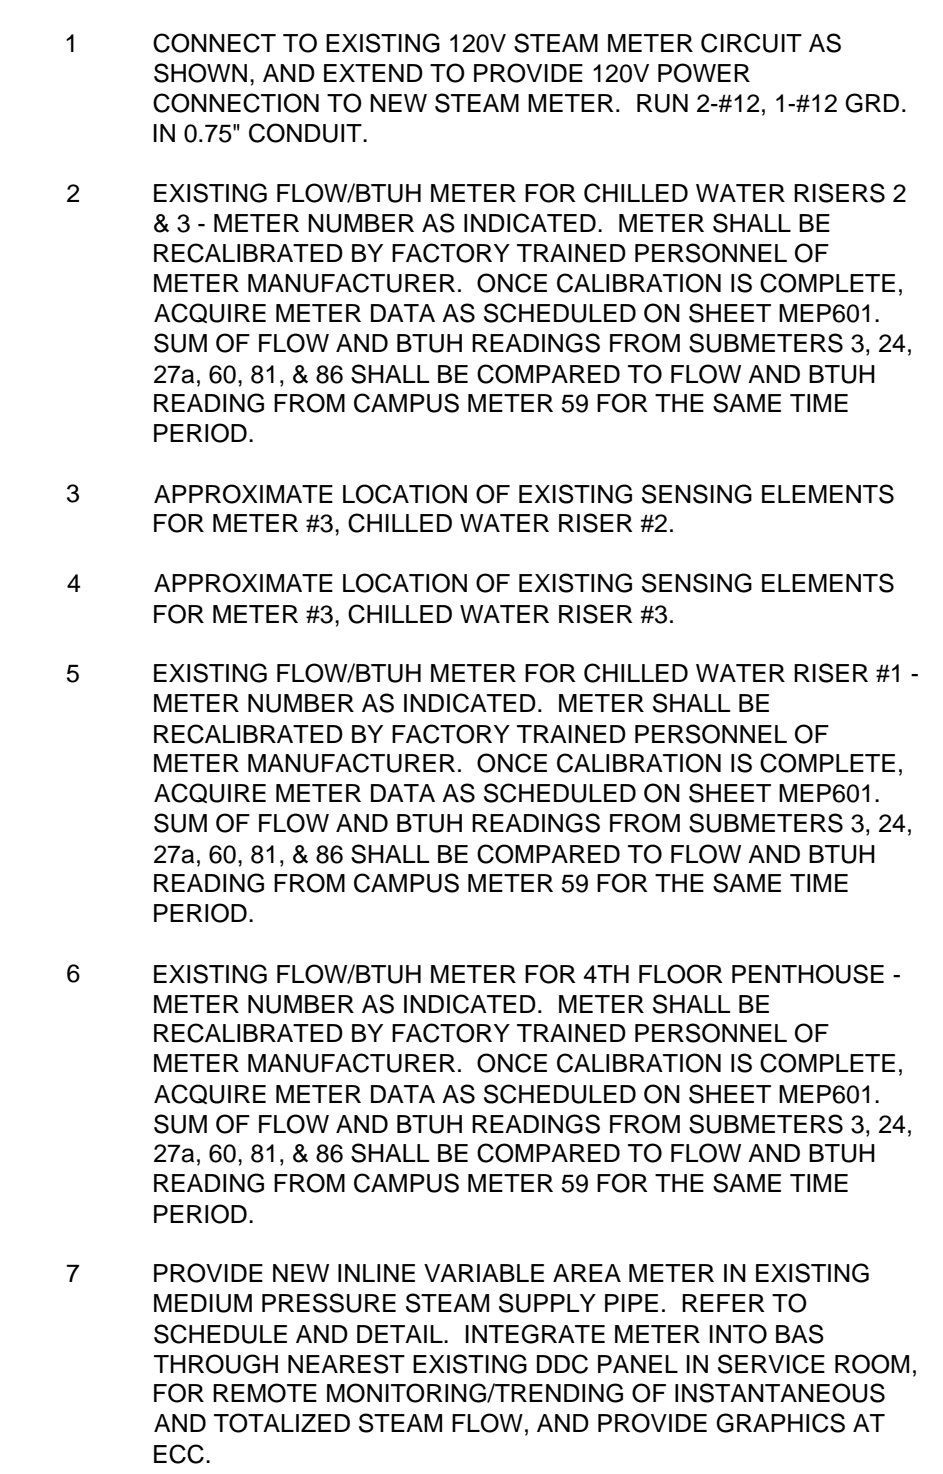 1 CONNECT TO EXISTING 120V STEAM METER CIRCUIT AS
SHOWN, AND EXTEND TO PROVIDE 120V POWER
CONNECTION TO NEW STEAM METER. RUN 2-#12, 1-#12 GRD.
IN 0.75" CONDUIT.
2 EXISTING FLOW/BTUH METER FOR CHILLED WATER RISERS 2
& 3 - METER NUMBER AS INDICATED. METER SHALL BE
RECALIBRATED BY FACTORY TRAINED PERSONNEL OF
METER MANUFACTURER. ONCE CALIBRATION IS COMPLETE,
ACQUIRE METER DATA AS SCHEDULED ON SHEET MEP601.
SUM OF FLOW AND BTUH READINGS FROM SUBMETERS 3, 24,
27a, 60, 81, & 86 SHALL BE COMPARED TO FLOW AND BTUH
READING FROM CAMPUS METER 59 FOR THE SAME TIME
PERIOD.
3 APPROXIMATE LOCATION OF EXISTING SENSING ELEMENTS
FOR METER #3, CHILLED WATER RISER #2.
4 APPROXIMATE LOCATION OF EXISTING SENSING ELEMENTS
FOR METER #3, CHILLED WATER RISER #3.
5 EXISTING FLOW/BTUH METER FOR CHILLED WATER RISER #1 -
METER NUMBER AS INDICATED. METER SHALL BE
RECALIBRATED BY FACTORY TRAINED PERSONNEL OF
METER MANUFACTURER. ONCE CALIBRATION IS COMPLETE,
ACQUIRE METER DATA AS SCHEDULED ON SHEET MEP601.
SUM OF FLOW AND BTUH READINGS FROM SUBMETERS 3, 24,
27a, 60, 81, & 86 SHALL BE COMPARED TO FLOW AND BTUH
READING FROM CAMPUS METER 59 FOR THE SAME TIME
PERIOD.
6 EXISTING FLOW/BTUH METER FOR 4TH FLOOR PENTHOUSE -
METER NUMBER AS INDICATED. METER SHALL BE
RECALIBRATED BY FACTORY TRAINED PERSONNEL OF
METER MANUFACTURER. ONCE CALIBRATION IS COMPLETE,
ACQUIRE METER DATA AS SCHEDULED ON SHEET MEP601.
SUM OF FLOW AND BTUH READINGS FROM SUBMETERS 3, 24,
27a, 60, 81, & 86 SHALL BE COMPARED TO FLOW AND BTUH
READING FROM CAMPUS METER 59 FOR THE SAME TIME
PERIOD.
7 PROVIDE NEW INLINE VARIABLE AREA METER IN EXISTING
MEDIUM PRESSURE STEAM SUPPLY PIPE. REFER TO
SCHEDULE AND DETAIL. INTEGRATE METER INTO BAS
THROUGH NEAREST EXISTING DDC PANEL IN SERVICE ROOM,
FOR REMOTE MONITORING/TRENDING OF INSTANTANEOUS
AND TOTALIZED STEAM FLOW, AND PROVIDE GRAPHICS AT
ECC.